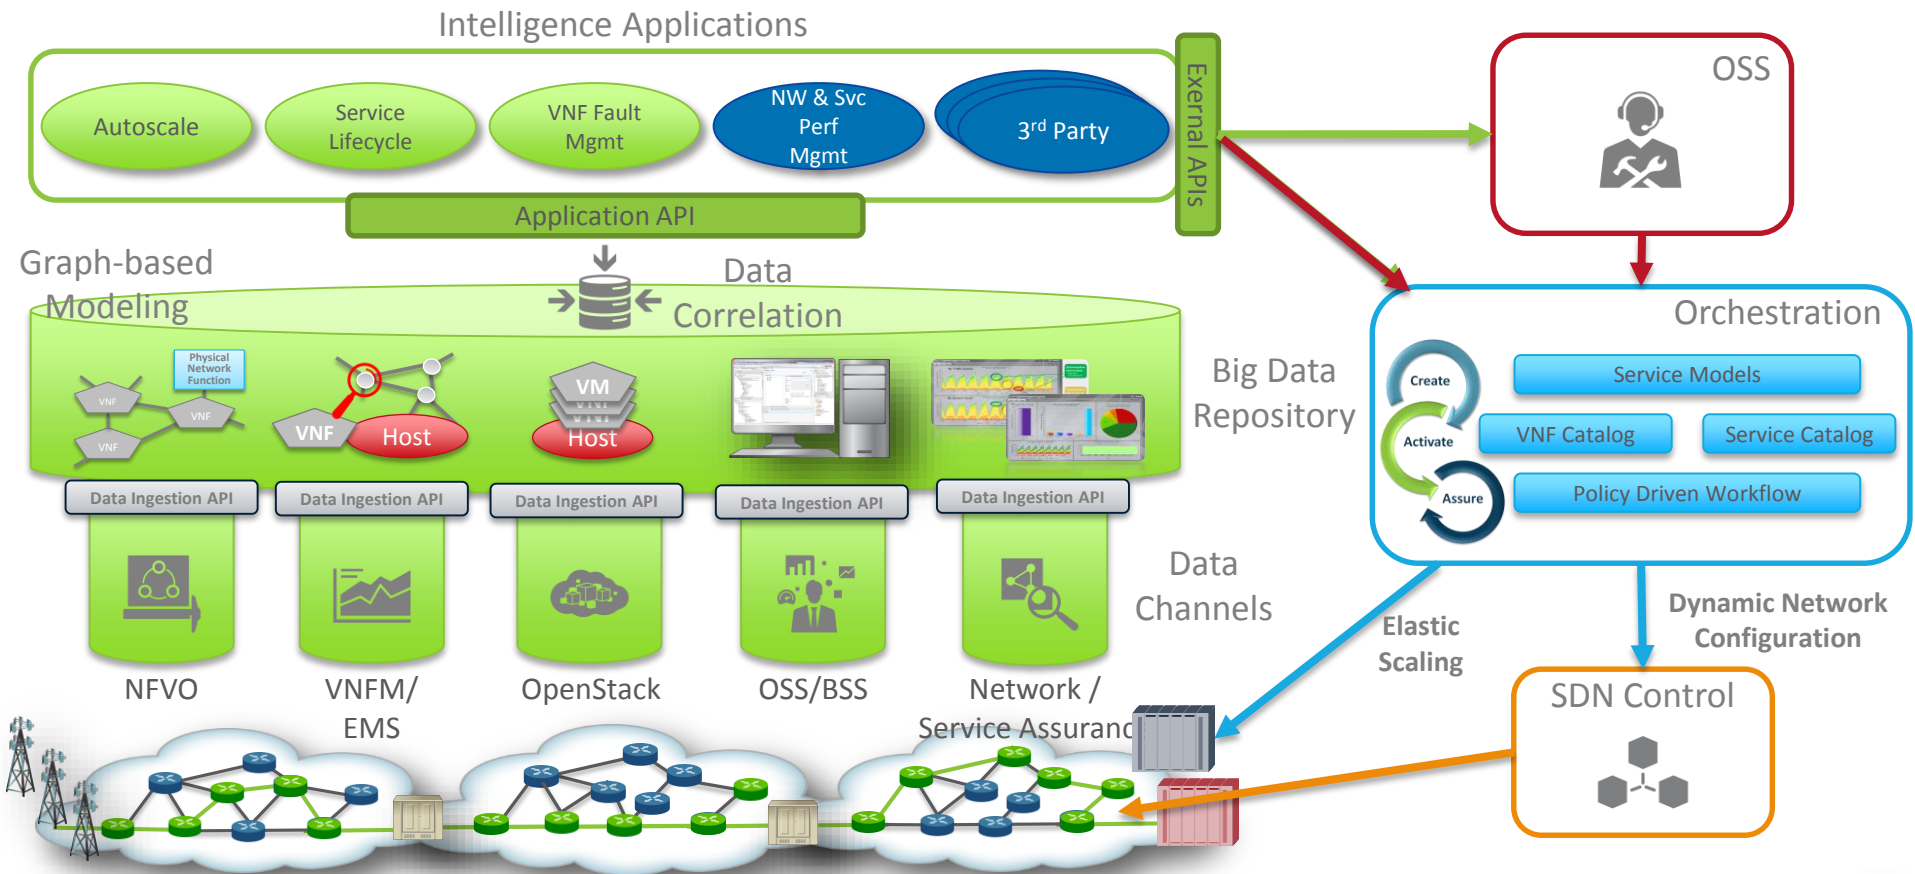 Intelligence Applications
Autoscale
Service
Lifecycle
VNF Fault
Mgmt
NW & Svc
Perf
Mgmt
3rd Party
Exernal APIs
OSS
Application API
Graph-based
Modeling
Data
Correlation
Orchestration
Physical
Network
Function
VNF
VNF
VNF
VNF
Host
VM
VNF
VNF
Host
Big Data
Repository
Create
Activate
Assure
Service Models
VNF Catalog
Service Catalog
Policy Driven Workflow
Data Ingestion API
Data Ingestion API
Data Ingestion API
Data Ingestion API
Data Ingestion API
Data
Channels
Elastic
Scaling
Dynamic Network
Configuration
NFVO
VNFM/
EMS
OpenStack
OSS/BSS
Network /
Service Assuranc
SDN Control